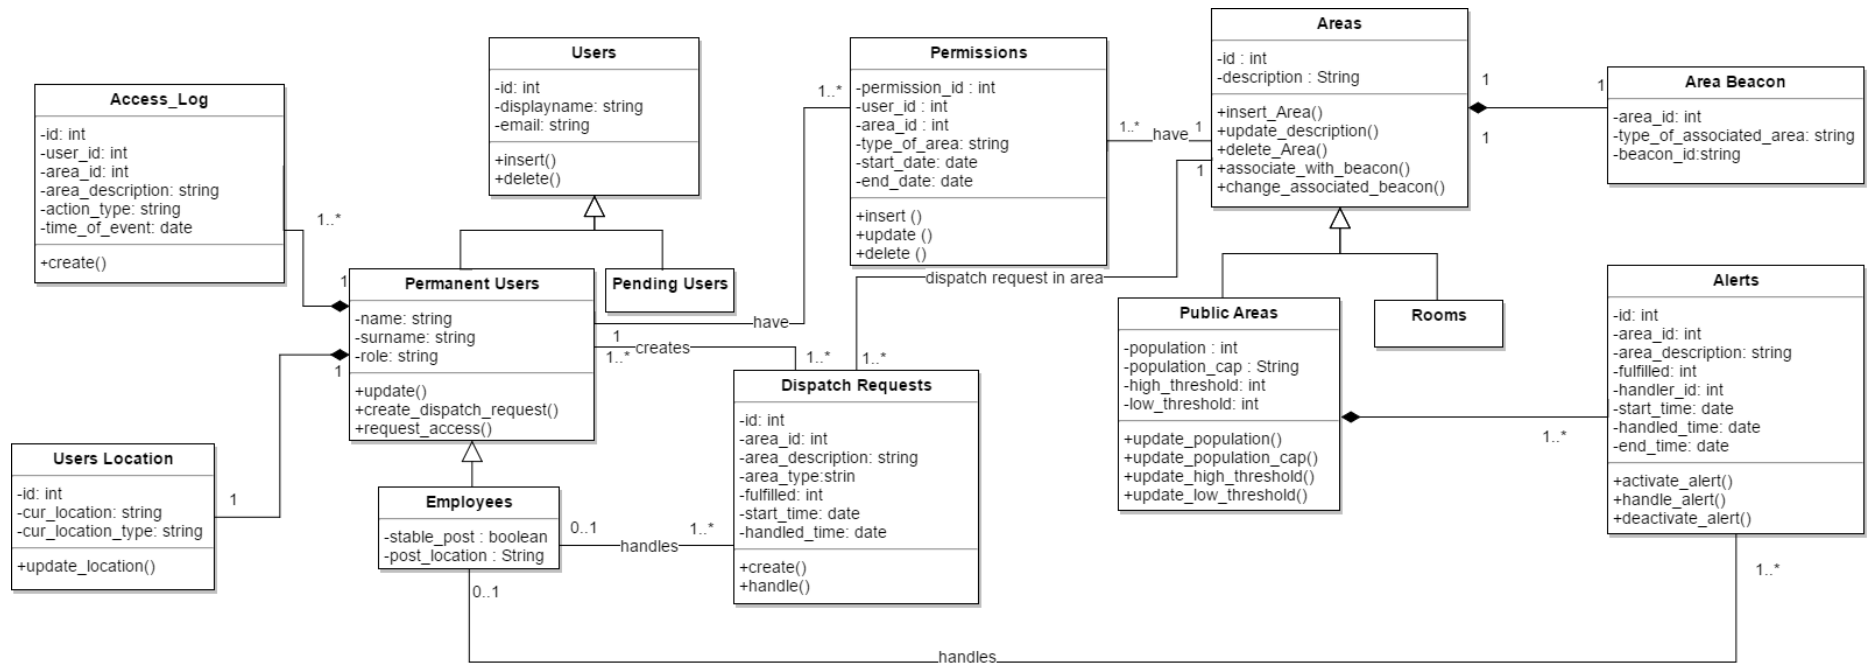 Users
-id: int
-displayname: string
-email: string
+insert()
+delete()
Permissions
-permission_id : int
-user_id : int
-area_id : int
-type_of_area: string
-start_date: date
-end_date: date
+insert ()
+update ()
+delete ()
Areas
-id : int
-description : String
+insert_Area()
+update_description()
+delete_Area()
+associate_with_beacon()
+change_associated_beacon()
Area Beacon
-area_id: int
-type_of_associated_area: string
-beacon_id:string
Access_Log
-id: int
-user_id: int
-area_id: int
-area_description: string
-action_type: string
-time_of_event: date
+create()
1..*
1
1..*
1..*
have
1
1
1
1
1
Permanent Users
-name: string
-surname: string
-role: string
+update()
+create_dispatch_request()
+request_access()
Pending Users
have
1
1..*
creates
1..*
dispatch request in area
1..*
1
Public Areas
-population : int
-population_cap : String
-high_threshold: int
-low_threshold: int
+update_population()
+update_population_cap()
+update_high_threshold()
+update_low_threshold()
Rooms
Alerts
-id: int
-area_id: int
-area_description: string
-fulfilled: int
-handler_id: int
-start_time: date
-handled_time: date
-end_time: date
+activate_alert()
+handle_alert()
+deactivate_alert()
1..*
Users Location
-id: int
-cur_location: string
-cur_location_type: string
+update_location()
1
Employees
-stable_post : boolean
-post_location : String
0..1
handles
1..*
Dispatch Requests
-id: int
-area_id: int
-area_description: string
-area_type:strin
-fulfilled: int
-start_time: date
-handled_time: date
+create()
+handle()
0..1
handles
1..*